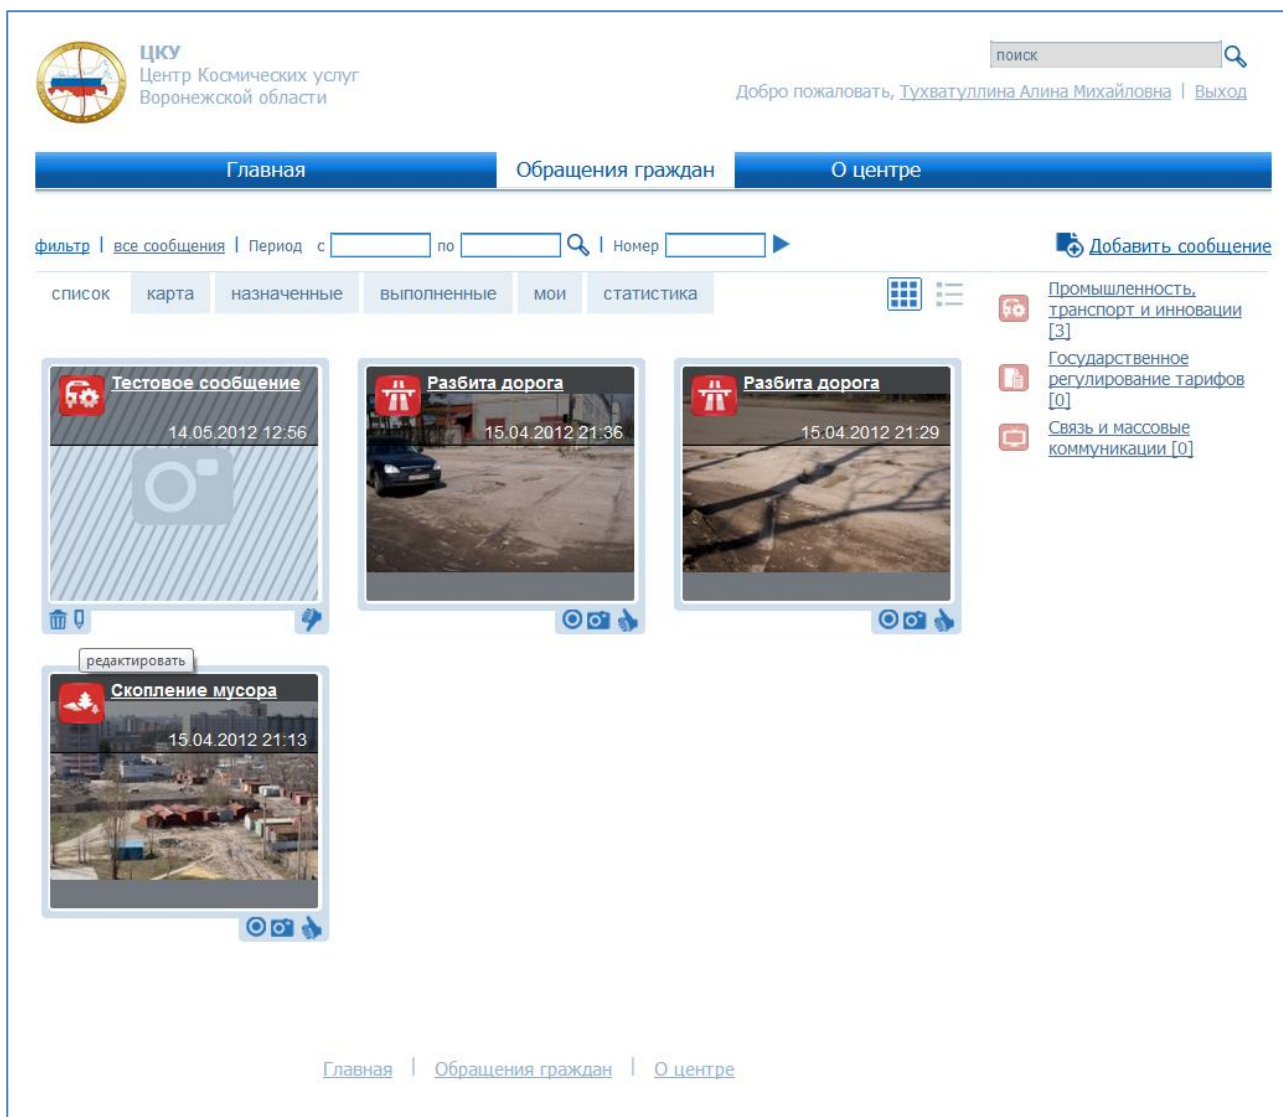 ЦКУ
Центр Космических услуг
Воронежской области
поиск
Добро пожаловать, Тухватуллина Алина Михайловна | Выход
Главная Обращения граждан О центре
фильтр | все сообщения | Период с по | Номер
Добавить сообщение
список карта назначенные выполненные мои статистика
Промышленность,
транспорт и инновации
[3]
Государственное
регулирование тарифов
[0]
Связь и массовые
коммуникации [0]
Тестовое сообщение
14.05.2012 12:56
Разбита дорога
15.04.2012 21:36
Разбита дорога
15.04.2012 21:29
редактировать
Скопление мусора
15.04.2012 21:13
Главная | Обращения граждан | О центре